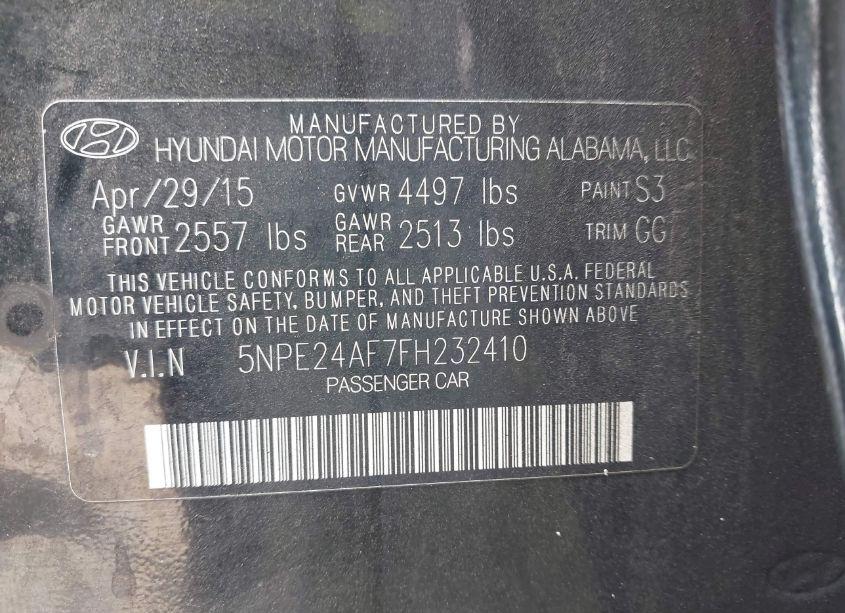 MANUFACTURED BY
HYUNDAI MOTOR MANUFACTURING ALABAMA, LLC
Apr/29/15 GVWR 4497 lbs PAINT S3
GAWR FRONT 2557 lbs GAWR REAR 2513 lbs TRIM GG
THIS VEHICLE CONFORMS TO ALL APPLICABLE U.S.A. FEDERAL
MOTOR VEHICLE SAFETY, BUMPER, AND THEFT PREVENTION STANDARDS
IN EFFECT ON THE DATE OF MANUFACTURE SHOWN ABOVE
V.I.N 5NPE24AF7FH232410
PASSENGER CAR